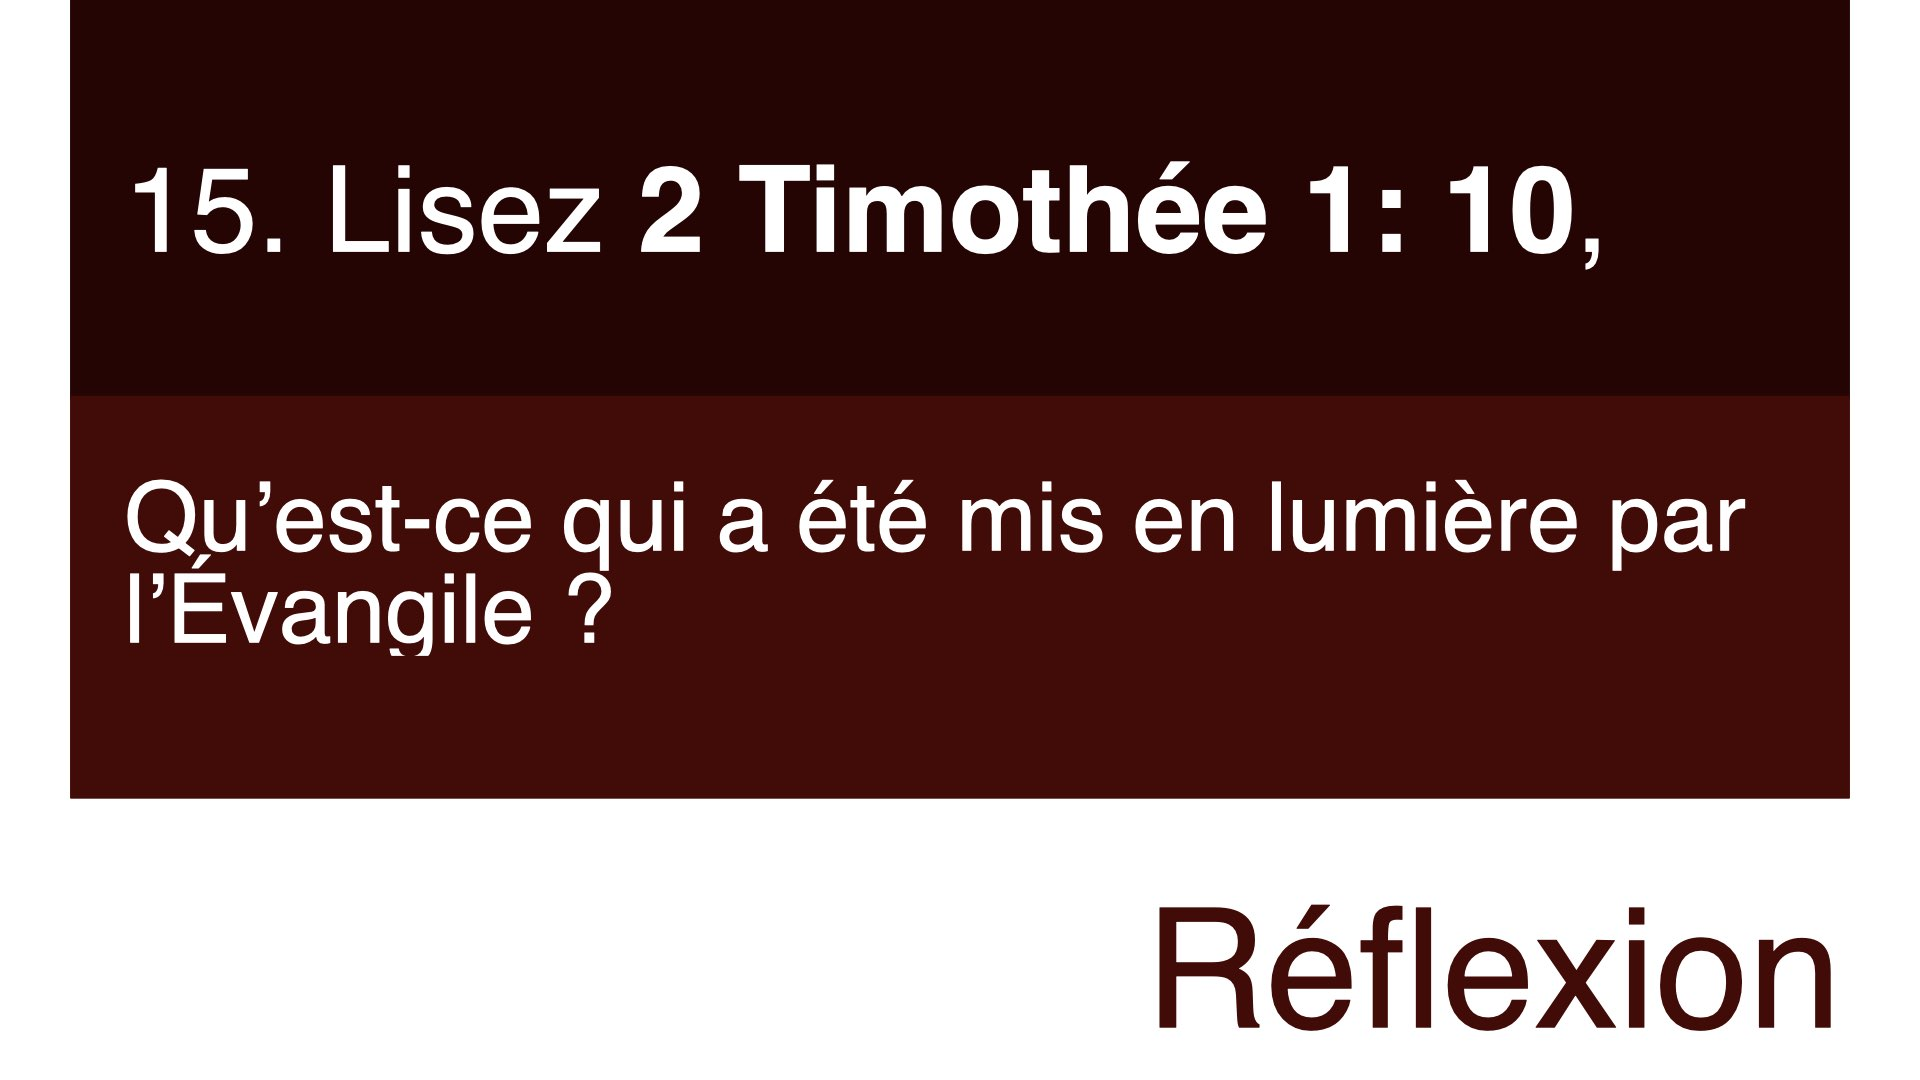 15. Lisez 2 Timothée 1: 10,
Qu’est-ce qui a été mis en lumière par
l’Évangile ?
Réflexion